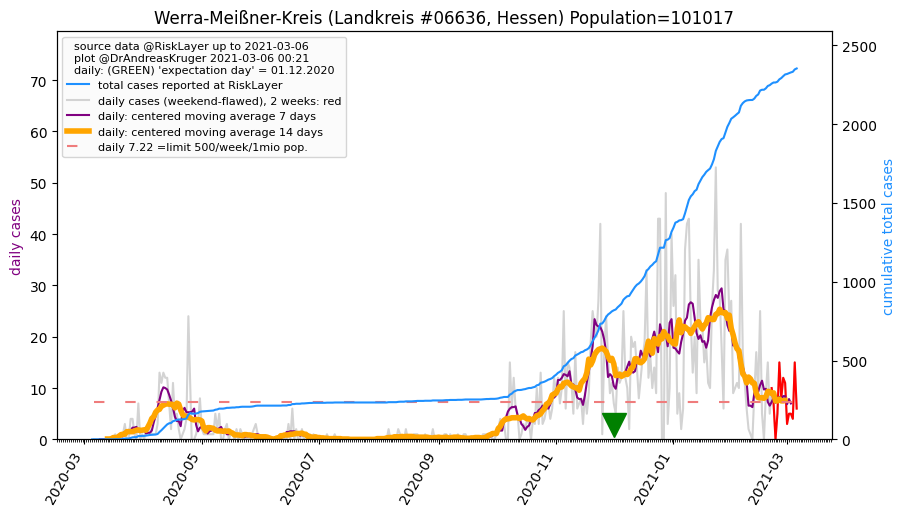 Werra-Meißner-Kreis (Landkreis #06636, Hessen) Population=101017
source data @RiskLayer up to 2021-03-06
plot @DrAndreasKruger 2021-03-06 00:21
daily: (GREEN) 'expectation day' = 01.12.2020
total cases reported at RiskLayer
daily cases (weekend-flawed), 2 weeks: red
daily: centered moving average 7 days
daily: centered moving average 14 days
daily 7.22 =limit 500/week/1mio pop.
daily cases
70
60
50
40
30
20
10
0
cumulative total cases
2500
2000
1500
1000
500
0
2020-03
2020-05
2020-07
2020-09
2020-11
2021-01
2021-03